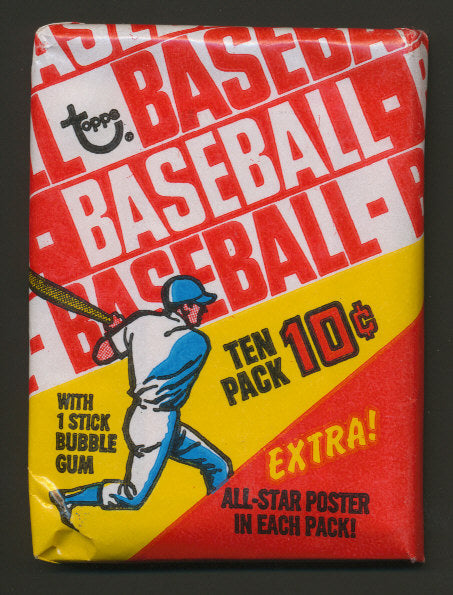 BASEBALL
BASEBALL
Topps®
BASEBALL-
BASEBALL-
TEN
PACK
10¢
WITH
1 STICK
BUBBLE
GUM
EXTRA!
ALL-STAR POSTER
IN EACH PACK!